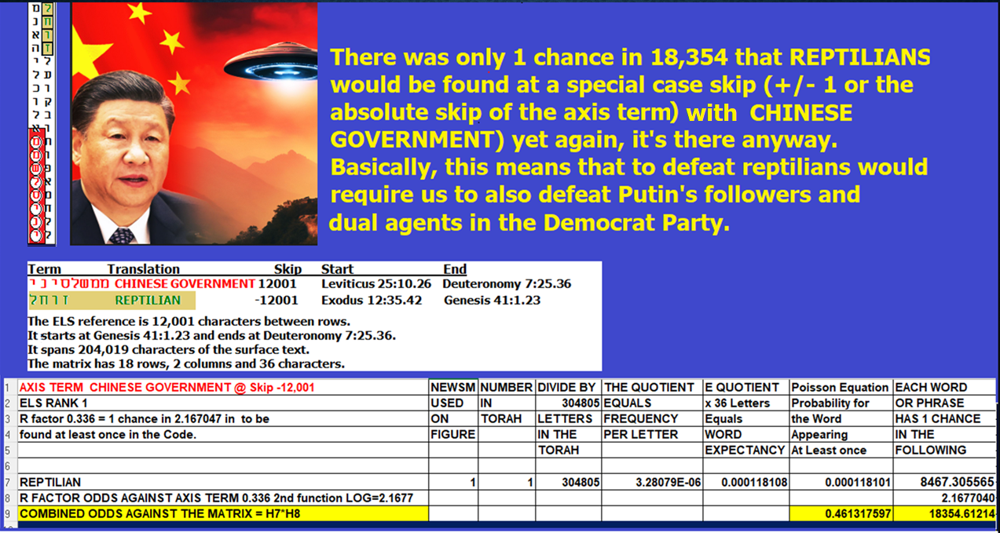 There was only 1 chance in 18,354 that REPTILIANS
would be found at a special case skip (+/- 1 or the
absolute skip of the axis term) with CHINESE
GOVERNMENT) yet again, it's there anyway.
Basically, this means that to defeat reptilians would
require us to also defeat Putin's followers and
dual agents in the Democrat Party.
Term Translation Skip Start End
ממשלסי נ י CHINESE GOVERNMENT 12001 Leviticus 25:10.26 Deuteronomy 7:25.36
ז ר ח ל REPTILIAN -12001 Exodus 12:35.42 Genesis 41:1.23
The ELS reference is 12,001 characters between rows.
It starts at Genesis 41:1.23 and ends at Deuteronomy 7:25.36.
It spans 204,019 characters of the surface text.
The matrix has 18 rows, 2 columns and 36 characters.
1 AXIS TERM CHINESE GOVERNMENT @ Skip -12,001 NEWSM NUMBER DIVIDE BY THE QUOTIENT E QUOTIENT Poisson Equation EACH WORD
2 ELS RANK 1 USED IN 304805 EQUALS x 36 Letters Probability for OR PHRASE
3 R factor 0.336 = 1 chance in 2.167047 in to be ON TORAH LETTERS FREQUENCY Equals the Word HAS 1 CHANCE
4 found at least once in the Code. FIGURE IN THE PER LETTER WORD Appearing IN THE
5 TORAH EXPECTANCY At Least once FOLLOWING
6
7 REPTILIAN 1 1 304805 3.28079E-06 0.000118108 0.000118101 8467.305565
8 R FACTOR ODDS AGAINST AXIS TERM 0.336 2nd function LOG=2.1677 2.1677040
9 COMBINED ODDS AGAINST THE MATRIX = H7*H8 0.461317597 18354.61214